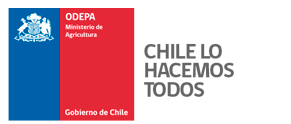 ODEPA
Ministerio de
Agricultura
Gobierno de Chile
CHILE LO
HACEMOS
TODOS